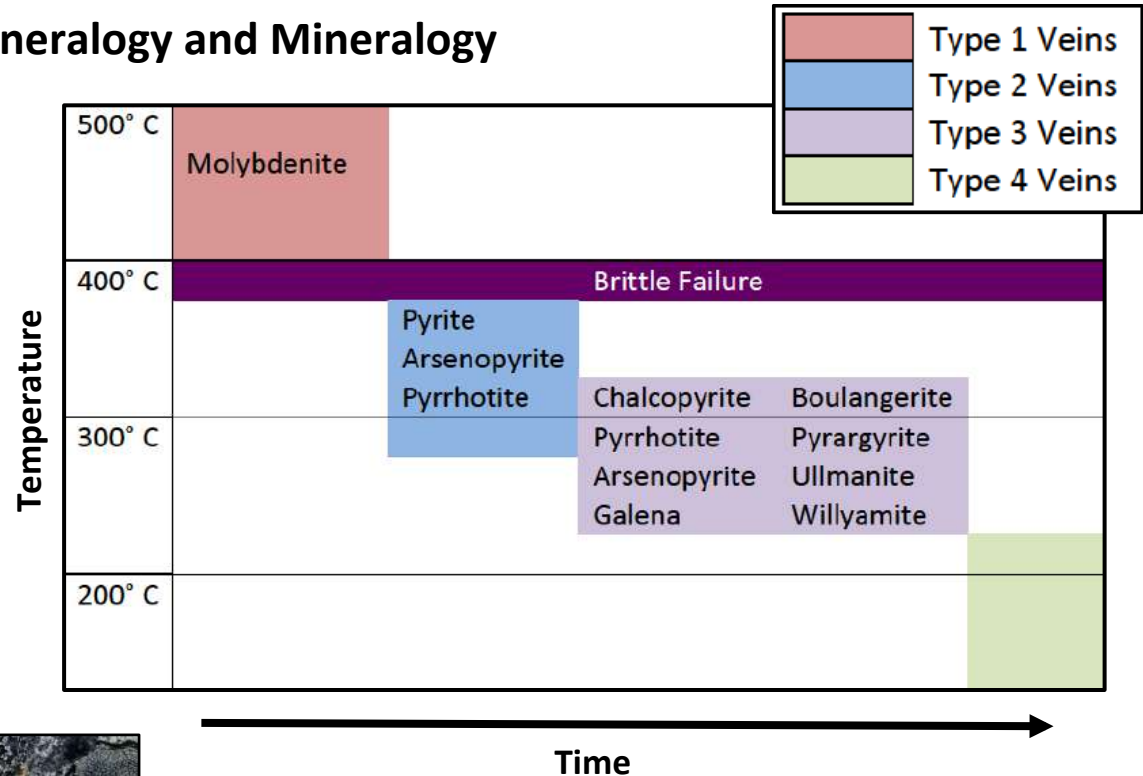 neralogy and Mineralogy
Type 1 Veins
Type 2 Veins
Type 3 Veins
Type 4 Veins
500° C
Molybdenite
400° C
Brittle Failure
Pyrite
Arsenopyrite
Pyrrhotite
Chalcopyrite Boulangerite
300° C
Pyrrhotite Pyrargyrite
Arsenopyrite Ullmanite
Galena Willyamite
200° C
Temperature
Time